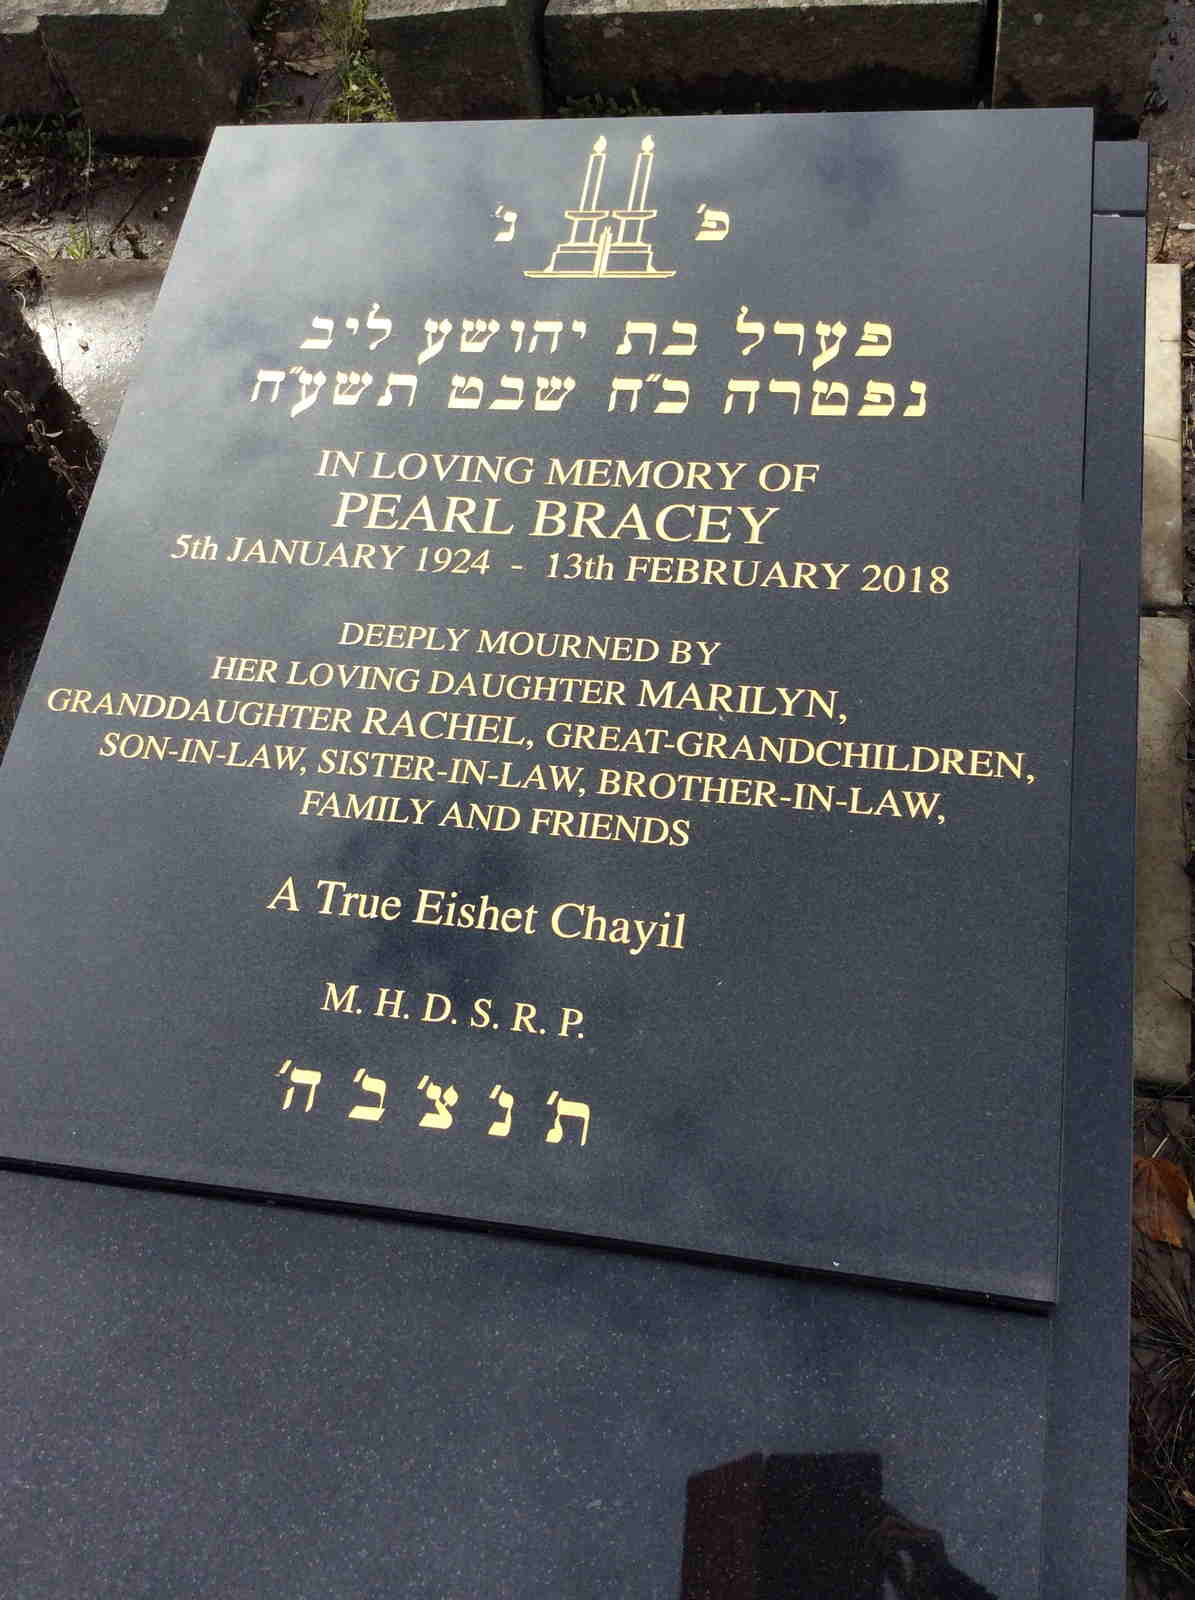 פ' נ'
פערל בת יהושע ליב
נפטרה כ"ח שבט תשע"ח
IN LOVING MEMORY OF
PEARL BRACEY
5th JANUARY 1924 - 13th FEBRUARY 2018
DEEPLY MOURNED BY
HER LOVING DAUGHTER MARILYN,
GRANDDAUGHTER RACHEL, GREAT-GRANDCHILDREN,
SON-IN-LAW, SISTER-IN-LAW, BROTHER-IN-LAW,
FAMILY AND FRIENDS
A True Eishet Chayil
M. H. D. S. R. P.
ת' נ' צ' ב' ה'